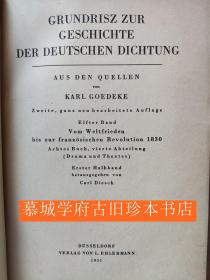 GRUNDRISZ ZUR
GESCHICHTE
DER DEUTSCHEN DICHTUNG
AUS DEN QUELLEN
VON
KARL GOEDEKE
Zweite, ganz neu bearbeitete Auflage
Elfter Band
Vom Weltfrieden
bis zur französischen Revolution 1830
Achtes Buch, vierte Abteilung
(Drama und Theater)
Erster Halbband
herausgegeben von
Carl Diesch
DÜSSELDORF
VERLAG VON L. EHLERMANN
1951
慕城学府古旧珍本书店